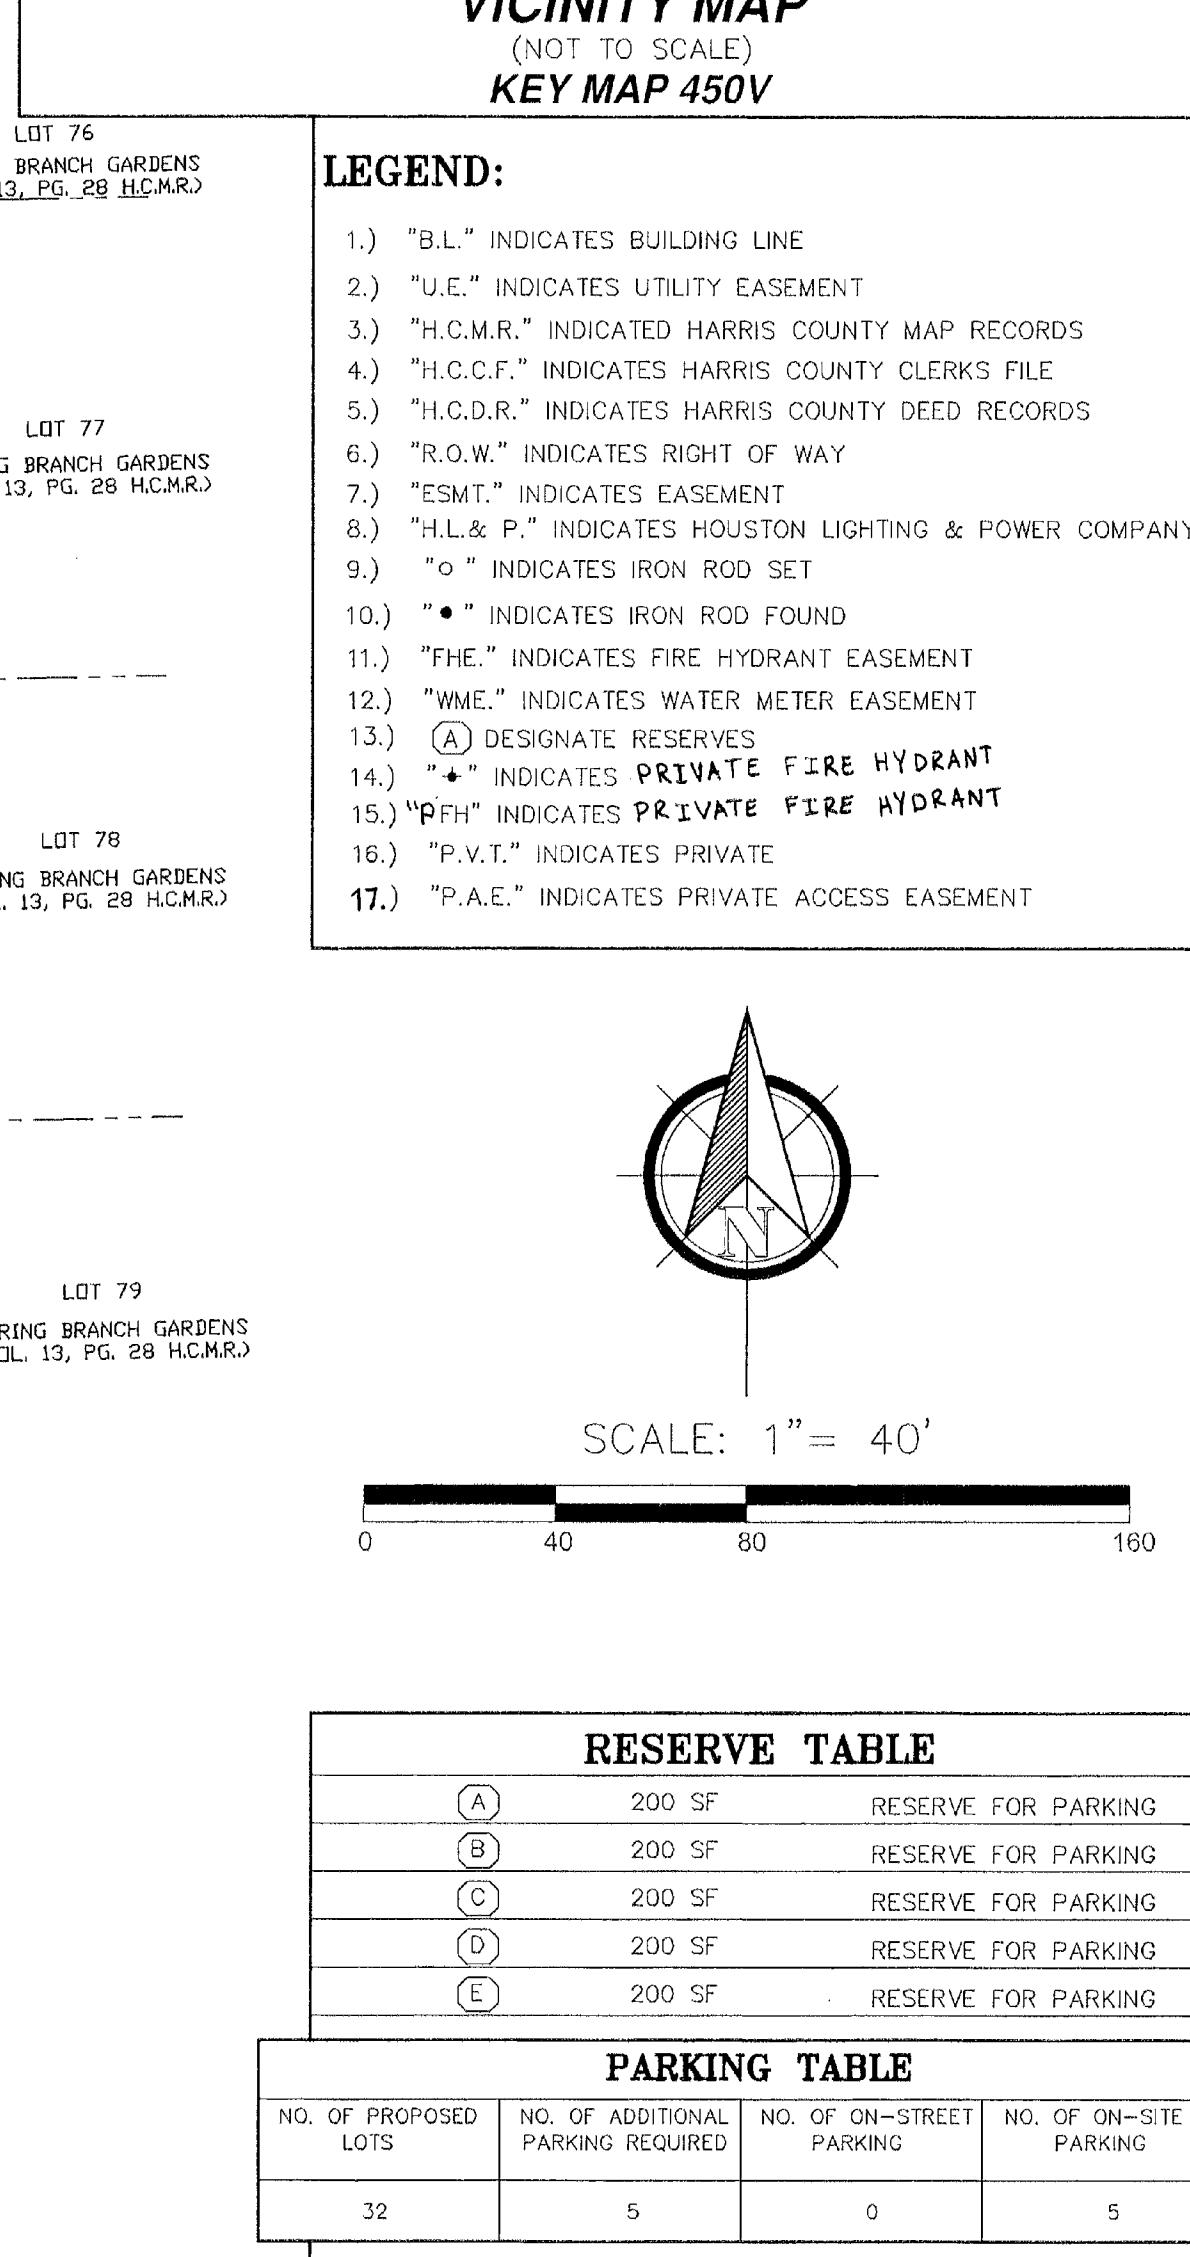 VICINITY MAP
(NOT TO SCALE)
KEY MAP 450V
LOT 76
BRANCH GARDENS
13, PG. 28 H.C.M.R.)
LEGEND:
1.) "B.L." INDICATES BUILDING LINE
2.) "U.E." INDICATES UTILITY EASEMENT
3.) "H.C.M.R." INDICATED HARRIS COUNTY MAP RECORDS
4.) "H.C.C.F." INDICATES HARRIS COUNTY CLERKS FILE
5.) "H.C.D.R." INDICATES HARRIS COUNTY DEED RECORDS
6.) "R.O.W." INDICATES RIGHT OF WAY
7.) "ESMT." INDICATES EASEMENT
8.) "H.L.& P." INDICATES HOUSTON LIGHTING & POWER COMPANY
9.) "○ " INDICATES IRON ROD SET
10.) "● " INDICATES IRON ROD FOUND
11.) "FHE." INDICATES FIRE HYDRANT EASEMENT
12.) "WME." INDICATES WATER METER EASEMENT
13.) (A) DESIGNATE RESERVES
14.) "⌖" INDICATES PRIVATE FIRE HYDRANT
15.) "PFH" INDICATES PRIVATE FIRE HYDRANT
16.) "P.V.T." INDICATES PRIVATE
17.) "P.A.E." INDICATES PRIVATE ACCESS EASEMENT
LOT 77
G BRANCH GARDENS
13, PG. 28 H.C.M.R.)
LOT 78
NG BRANCH GARDENS
. 13, PG. 28 H.C.M.R.)
LOT 79
RING BRANCH GARDENS
OL. 13, PG. 28 H.C.M.R.)
N
SCALE: 1"= 40'
0 40 80 160
RESERVE TABLE
A 200 SF RESERVE FOR PARKING
B 200 SF RESERVE FOR PARKING
C 200 SF RESERVE FOR PARKING
D 200 SF RESERVE FOR PARKING
E 200 SF RESERVE FOR PARKING
PARKING TABLE
NO. OF PROPOSED LOTS
NO. OF ADDITIONAL PARKING REQUIRED
NO. OF ON-STREET PARKING
NO. OF ON-SITE PARKING
32 5 0 5